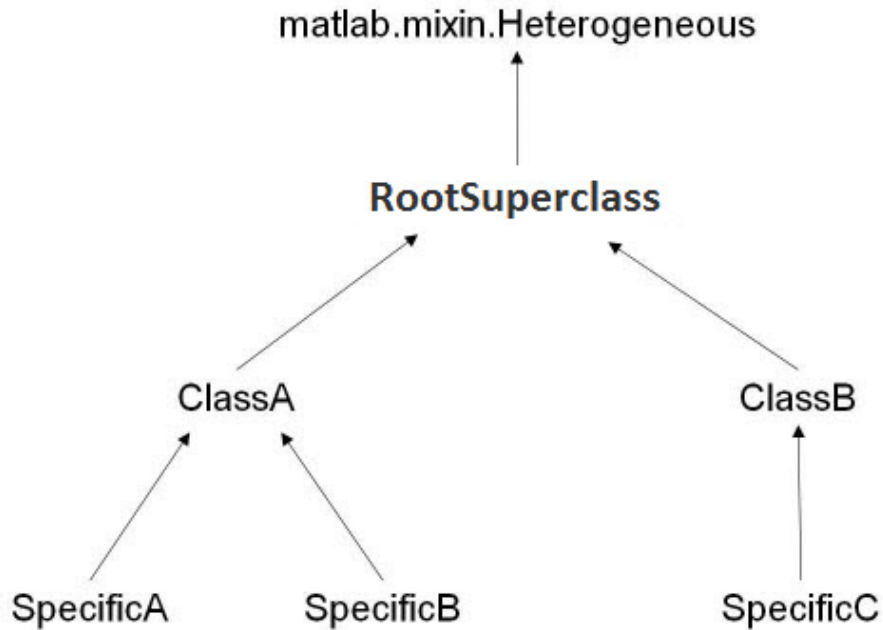 matlab.mixin.Heterogeneous
RootSuperclass
ClassA
ClassB
SpecificA
SpecificB
SpecificC